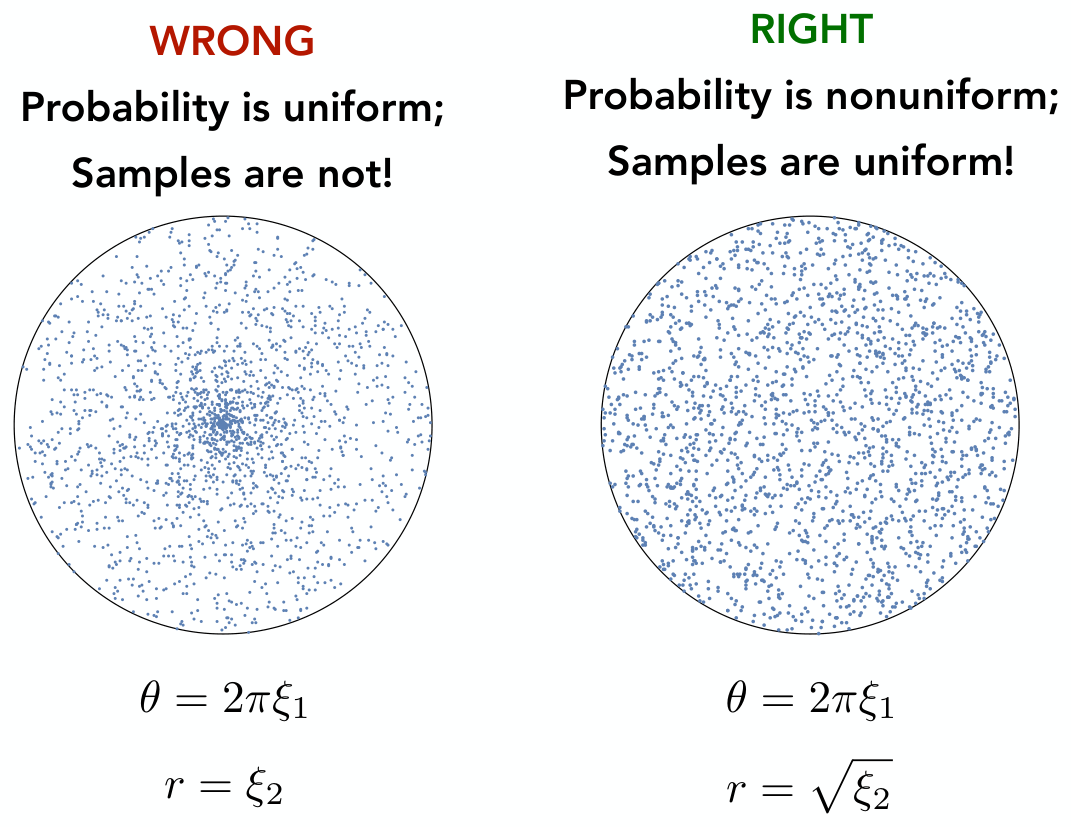 WRONG
Probability is uniform;
Samples are not!
θ = 2πξ₁
r = ξ₂
RIGHT
Probability is nonuniform;
Samples are uniform!
θ = 2πξ₁
r = √ξ₂